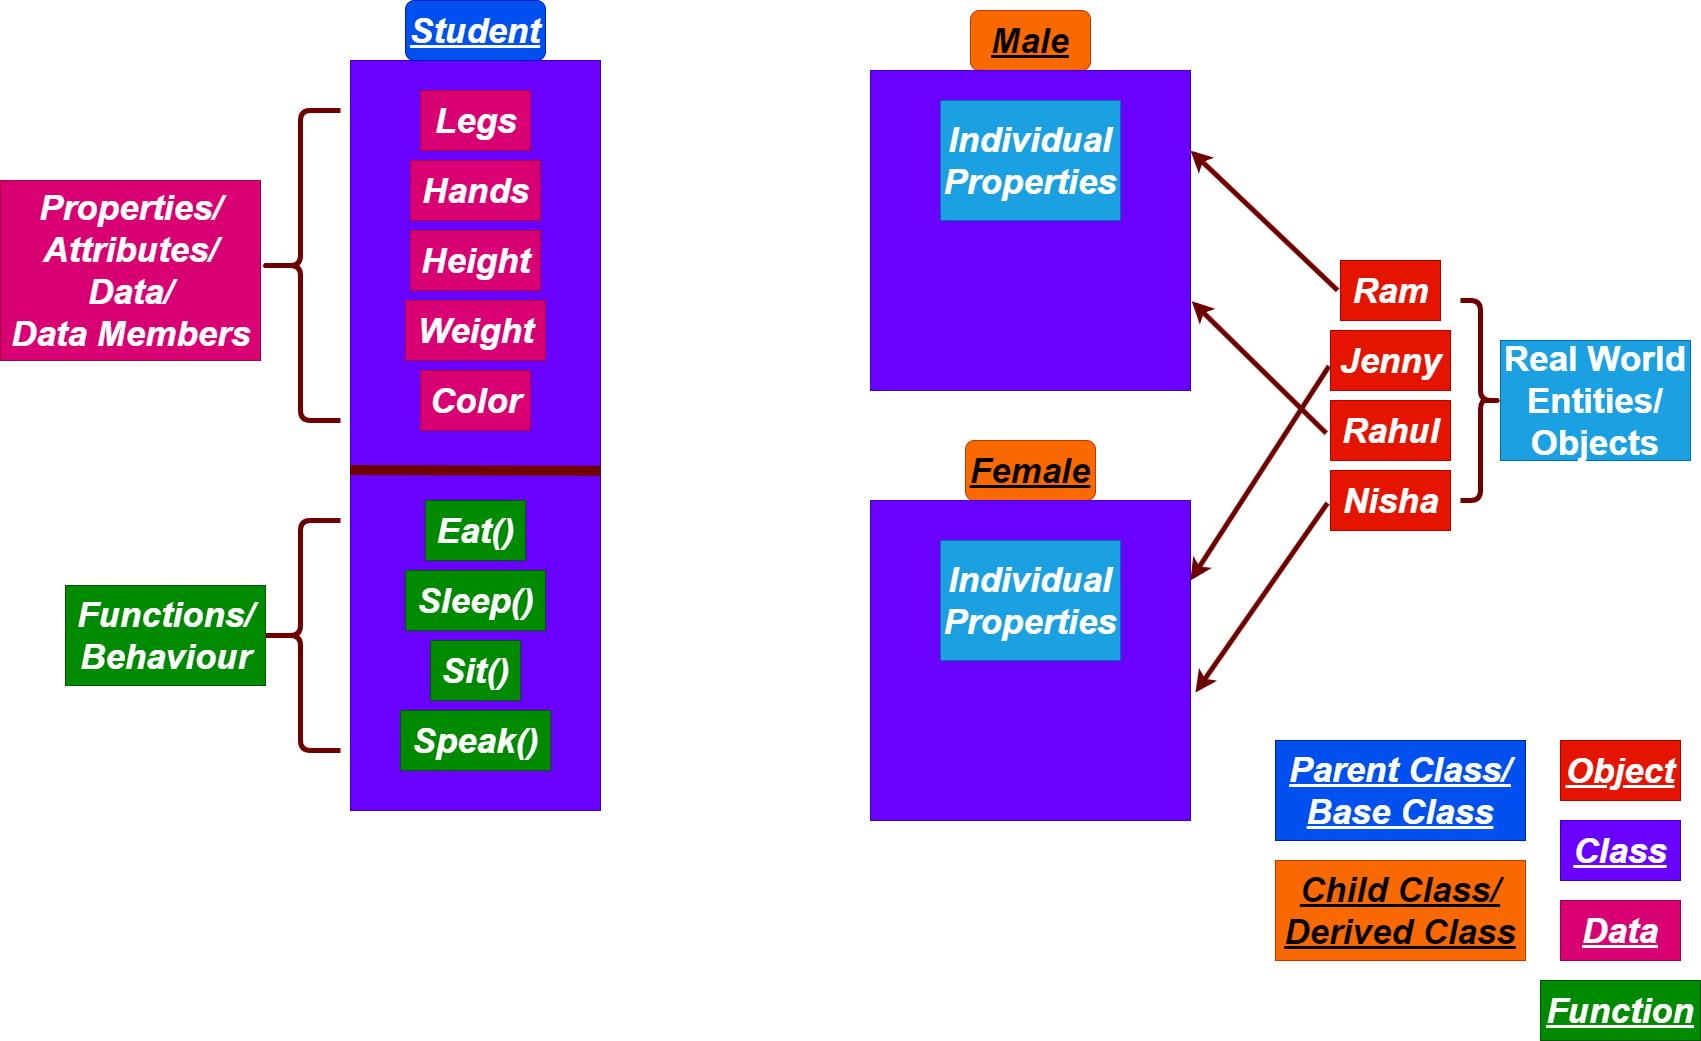 Student
Legs
Hands
Height
Weight
Color
Properties/
Attributes/
Data/
Data Members
Eat()
Sleep()
Sit()
Speak()
Functions/
Behaviour
Male
Individual
Properties
Female
Individual
Properties
Ram
Jenny
Rahul
Nisha
Real World
Entities/
Objects
Parent Class/
Base Class
Child Class/
Derived Class
Object
Class
Data
Function